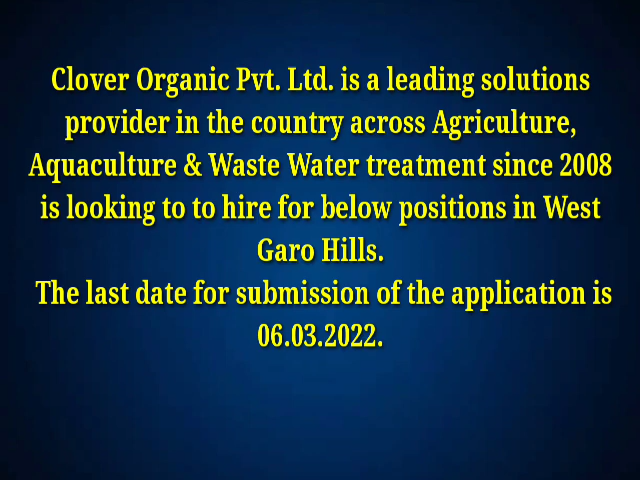 Clover Organic Pvt. Ltd. is a leading solutions
provider in the country across Agriculture,
Aquaculture & Waste Water treatment since 2008
is looking to to hire for below positions in West
Garo Hills.
The last date for submission of the application is
06.03.2022.